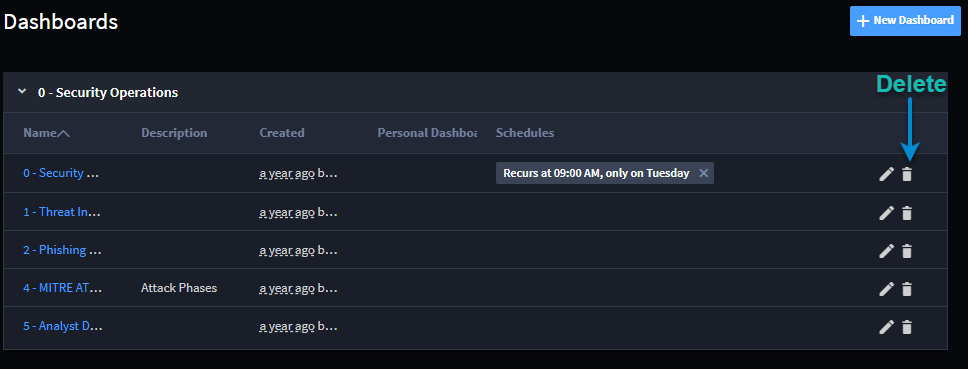 Dashboards
+ New Dashboard
0 - Security Operations
Delete
Name Description Created Personal Dashboa Schedules
0 - Security ... a year ago b... Recurs at 09:00 AM, only on Tuesday ×
1 - Threat In... a year ago b...
2 - Phishing ... a year ago b...
4 - MITRE AT... Attack Phases a year ago b...
5 - Analyst D... a year ago b...